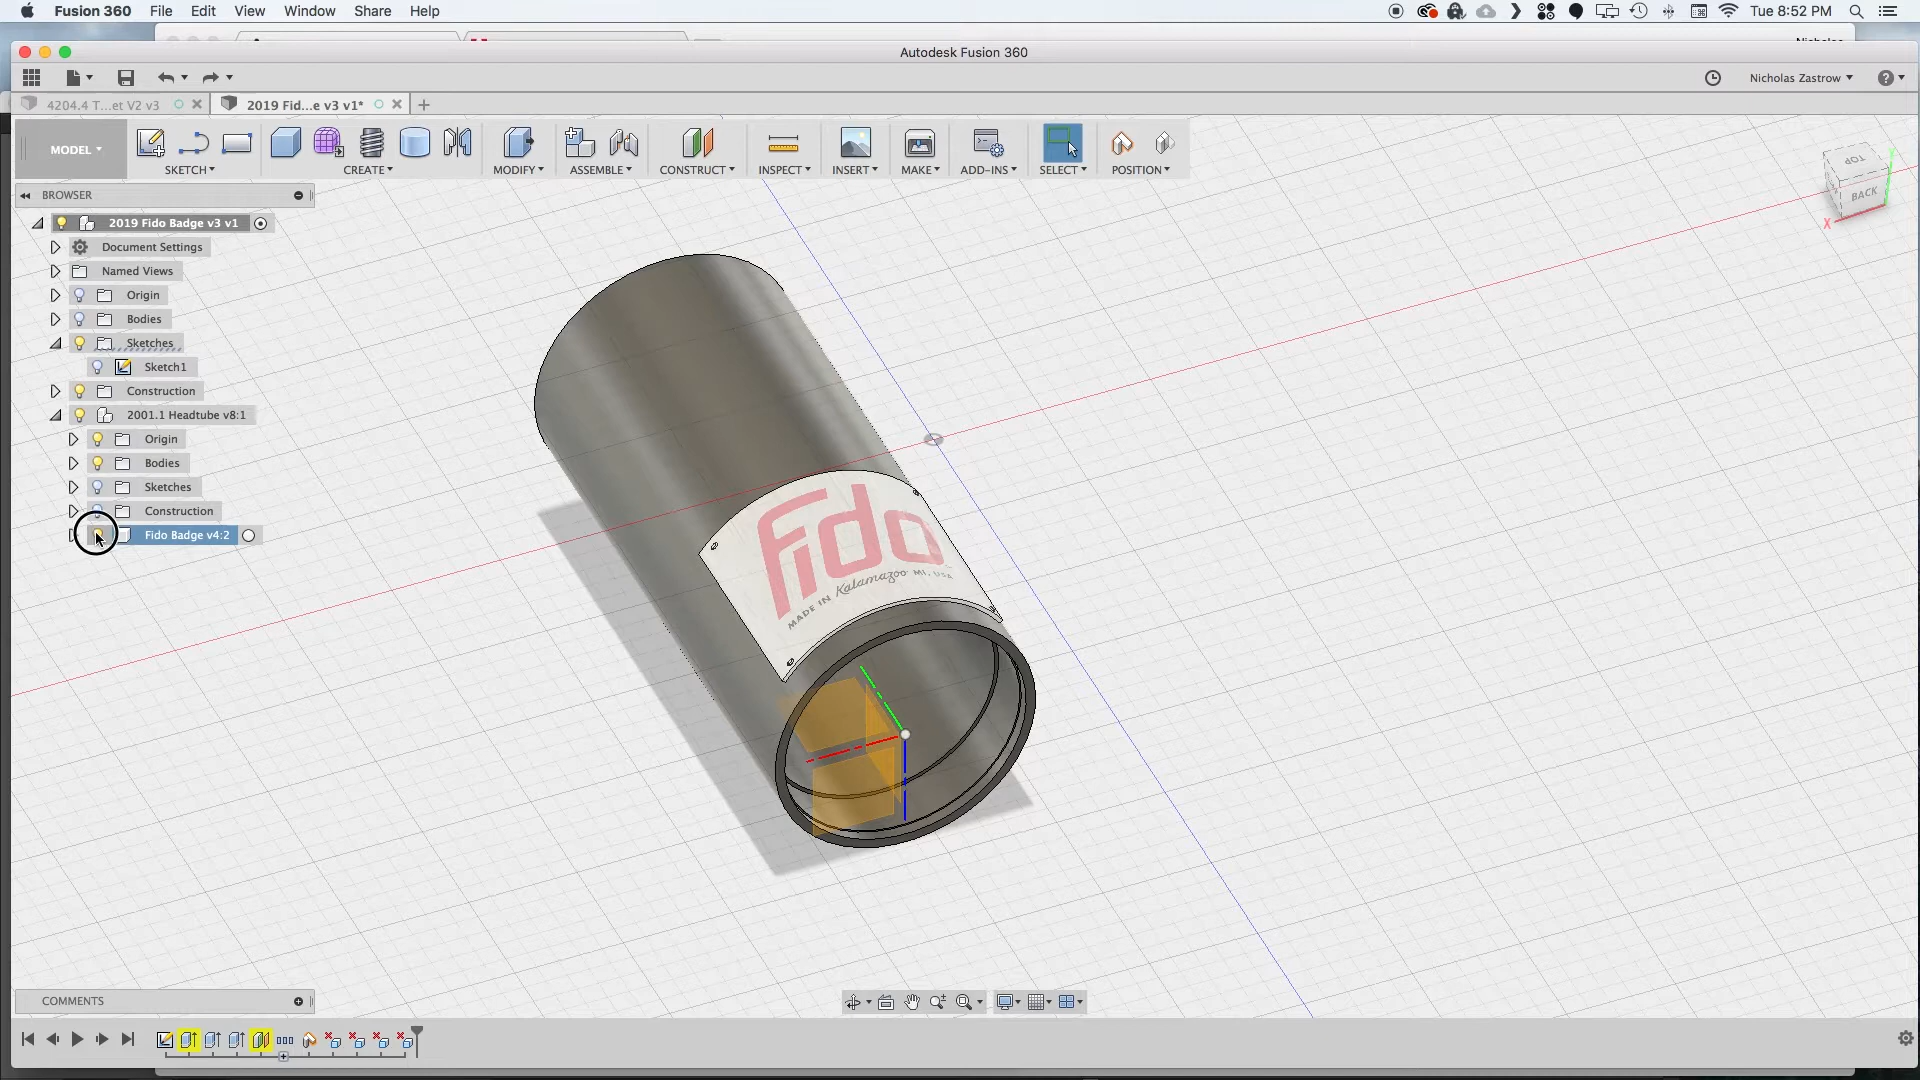 Fusion 360 File Edit View Window Share Help Tue 8:52 PM
Autodesk Fusion 360
Nicholas Zastrow
4204.4 T...et V2 v3 2019 Fid...e v3 v1*
MODEL SKETCH CREATE MODIFY ASSEMBLE CONSTRUCT INSPECT INSERT MAKE ADD-INS SELECT POSITION
BROWSER
2019 Fido Badge v3 v1
Document Settings
Named Views
Origin
Bodies
Sketches
Sketch1
Construction
2001.1 Headtube v8:1
Origin
Bodies
Sketches
Construction
Fido Badge v4:2
TOP
BACK
X
Y
Fido
MADE IN Kalamazoo MI, USA
COMMENTS